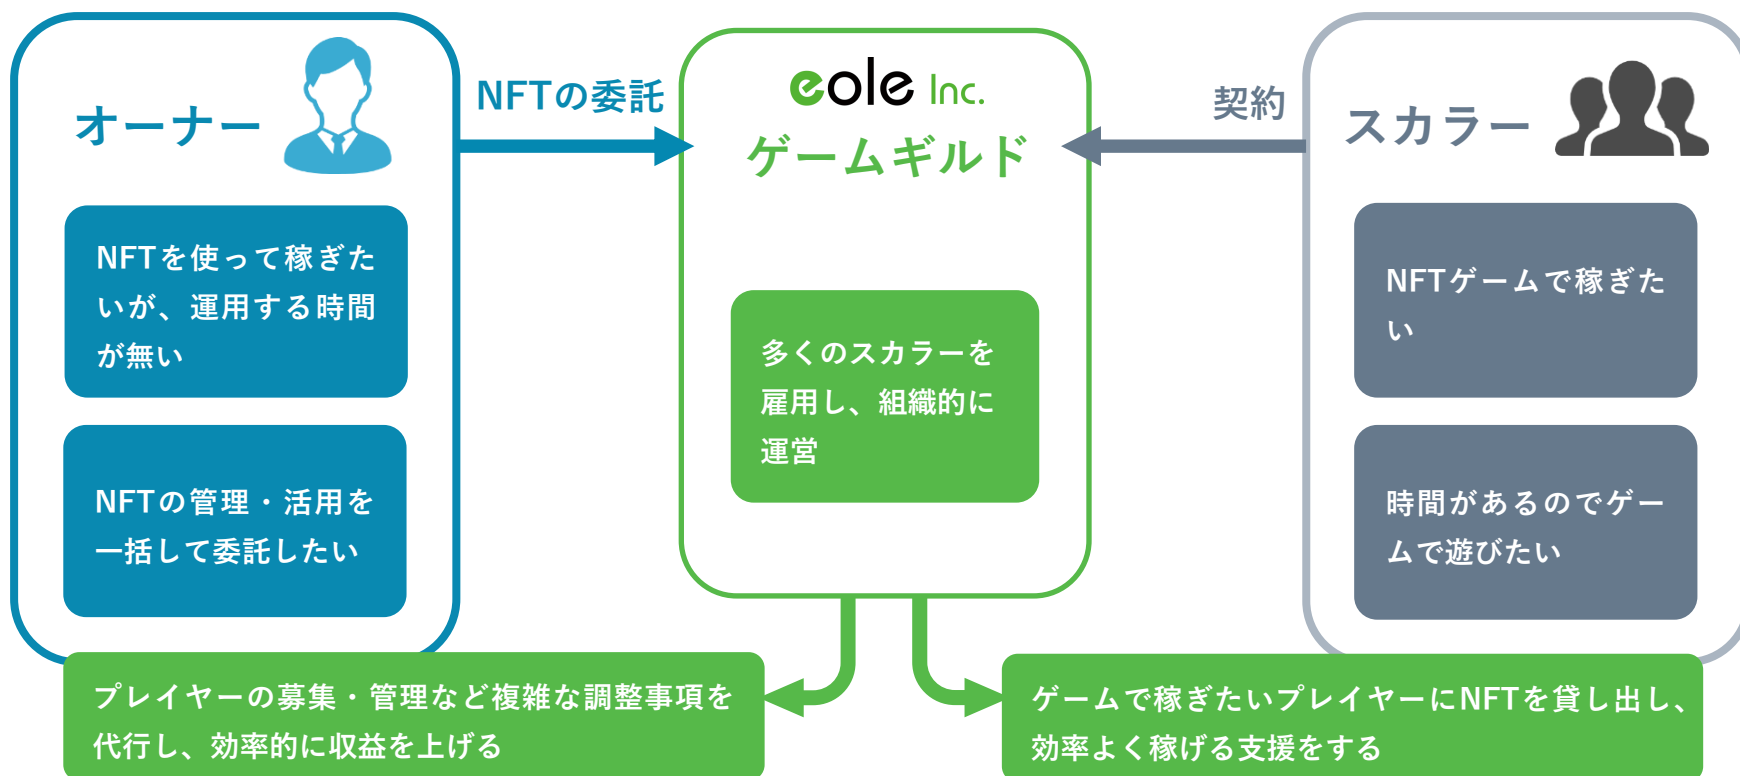 オーナー
NFTの委託
eole Inc.
ゲームギルド
契約
スカラー
NFTを使って稼ぎた
いが、運用する時間
が無い
NFTの管理・活用を
一括して委託したい
多くのスカラーを
雇用し、組織的に
運営
NFTゲームで稼ぎた
い
時間があるのでゲー
ムで遊びたい
プレイヤーの募集・管理など複雑な調整事項を
代行し、効率的に収益を上げる
ゲームで稼ぎたいプレイヤーにNFTを貸し出し、
効率よく稼げる支援をする